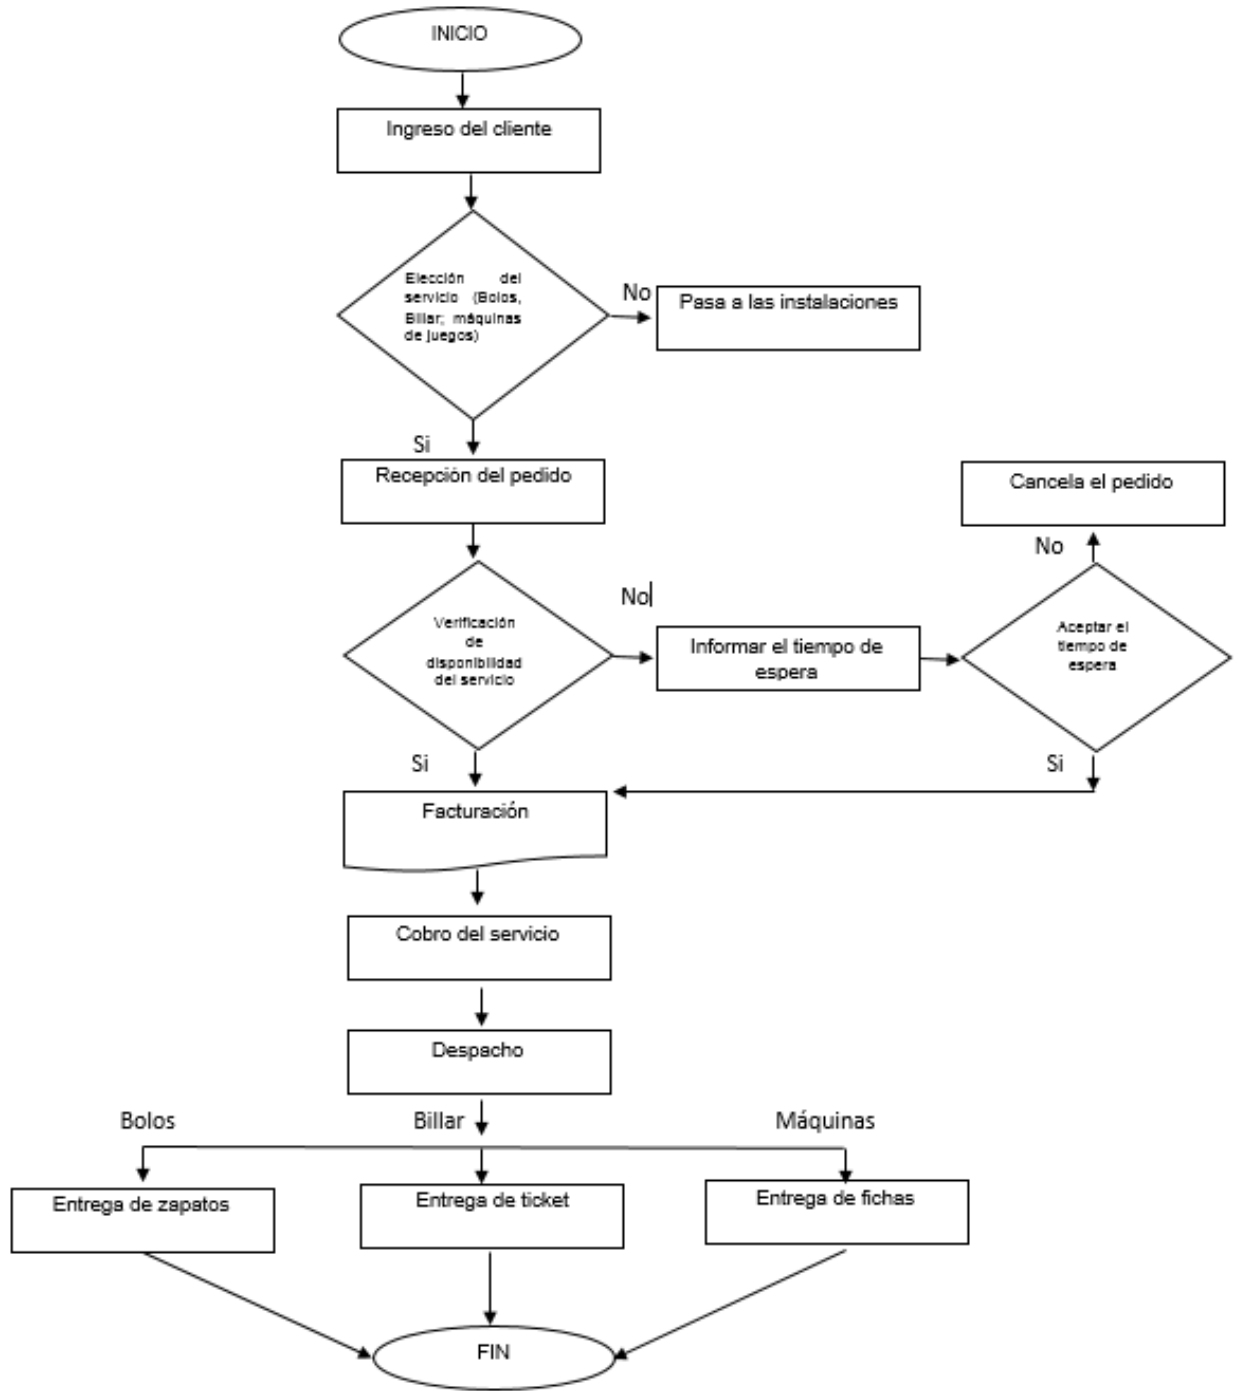 INICIO
Ingreso del cliente
Elección del
servicio (Bolos,
Billar; máquinas
de juegos)
No
Pasa a las instalaciones
Si
Recepción del pedido
Cancela el pedido
No
Verificación
de
disponibilidad
del servicio
No
Informar el tiempo de
espera
Aceptar el
tiempo de
espera
Si
Si
Facturación
Cobro del servicio
Despacho
Bolos
Billar
Máquinas
Entrega de zapatos
Entrega de ticket
Entrega de fichas
FIN